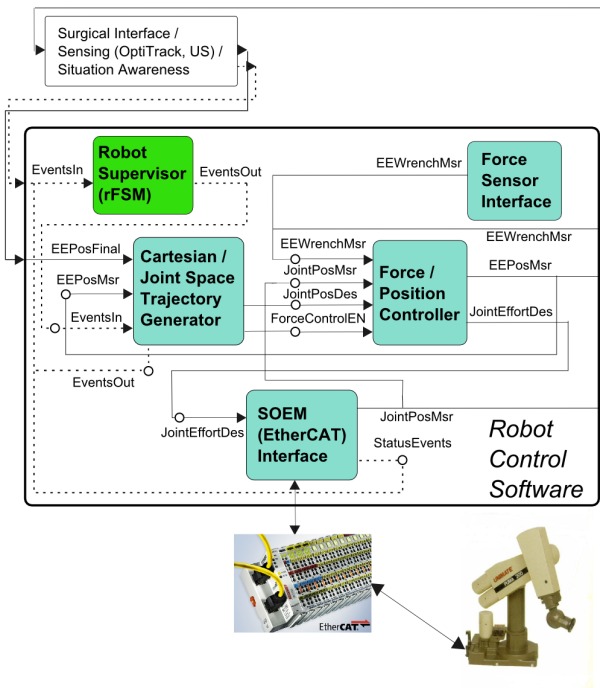 Surgical Interface /
Sensing (OptiTrack, US) /
Situation Awareness
Robot
Supervisor
(rFSM)
EventsIn
EventsOut
EEWrenchMsr
Force
Sensor
Interface
EEPosFinal
EEPosMsr
EventsIn
EventsOut
Cartesian /
Joint Space
Trajectory
Generator
EEWrenchMsr
JointPosMsr
JointPosDes
ForceControlEN
Force /
Position
Controller
EEWrenchMsr
EEPosMsr
JointEffortDes
JointEffortDes
SOEM
(EtherCAT)
Interface
JointPosMsr
StatusEvents
Robot
Control
Software
EtherCAT
UNIMATE